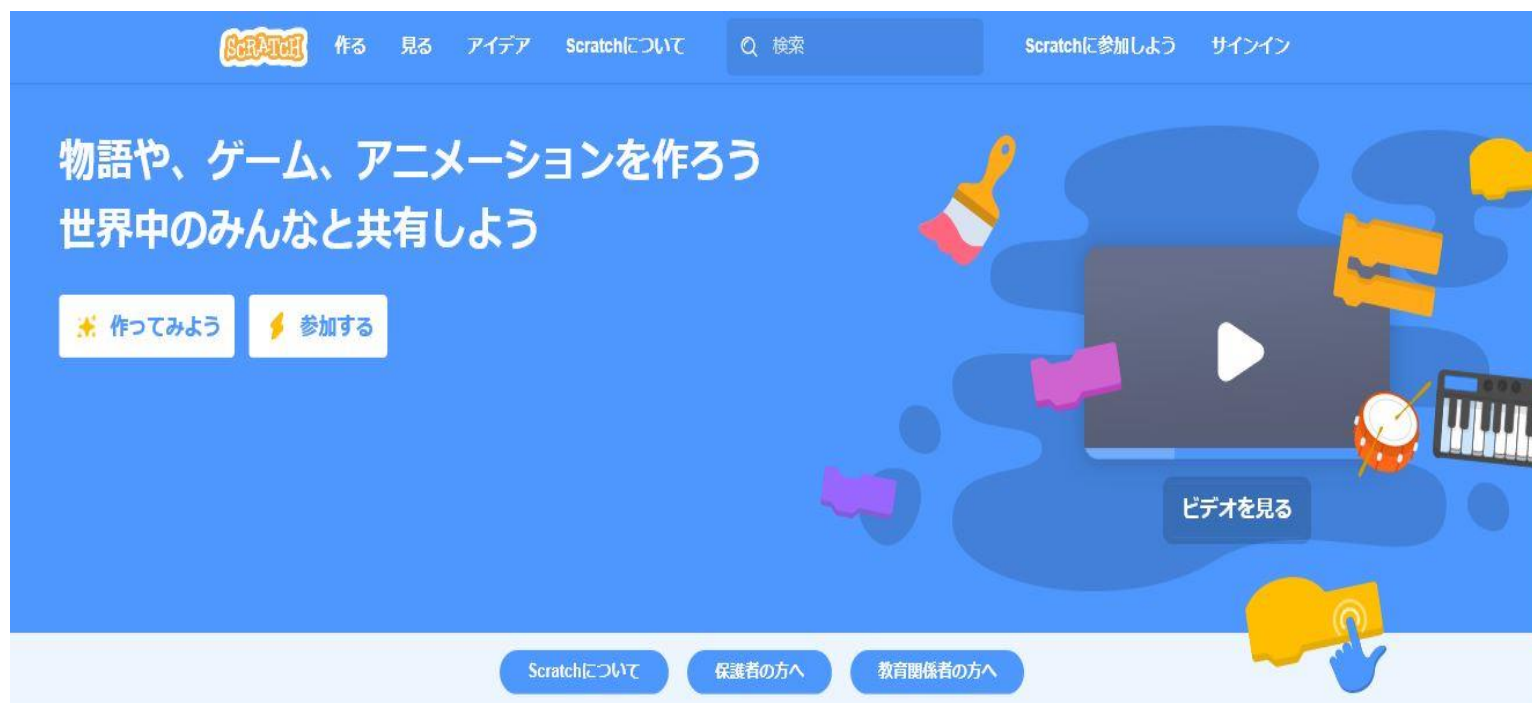 SCRATCH 作る 見る アイデア Scratchについて 検索 Scratchに参加しよう サインイン
物語や、ゲーム、アニメーションを作ろう
世界中のみんなと共有しよう
作ってみよう 参加する
ビデオを見る
Scratchについて 保護者の方へ 教育関係者の方へ